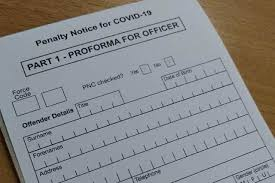 Penalty Notice for COVID-19
PART 1 - PROFORMA FOR OFFICER
Force Code
PNC checked? Yes No
Date of Birth
Offender Details
Title
Surname
Forenames
Address